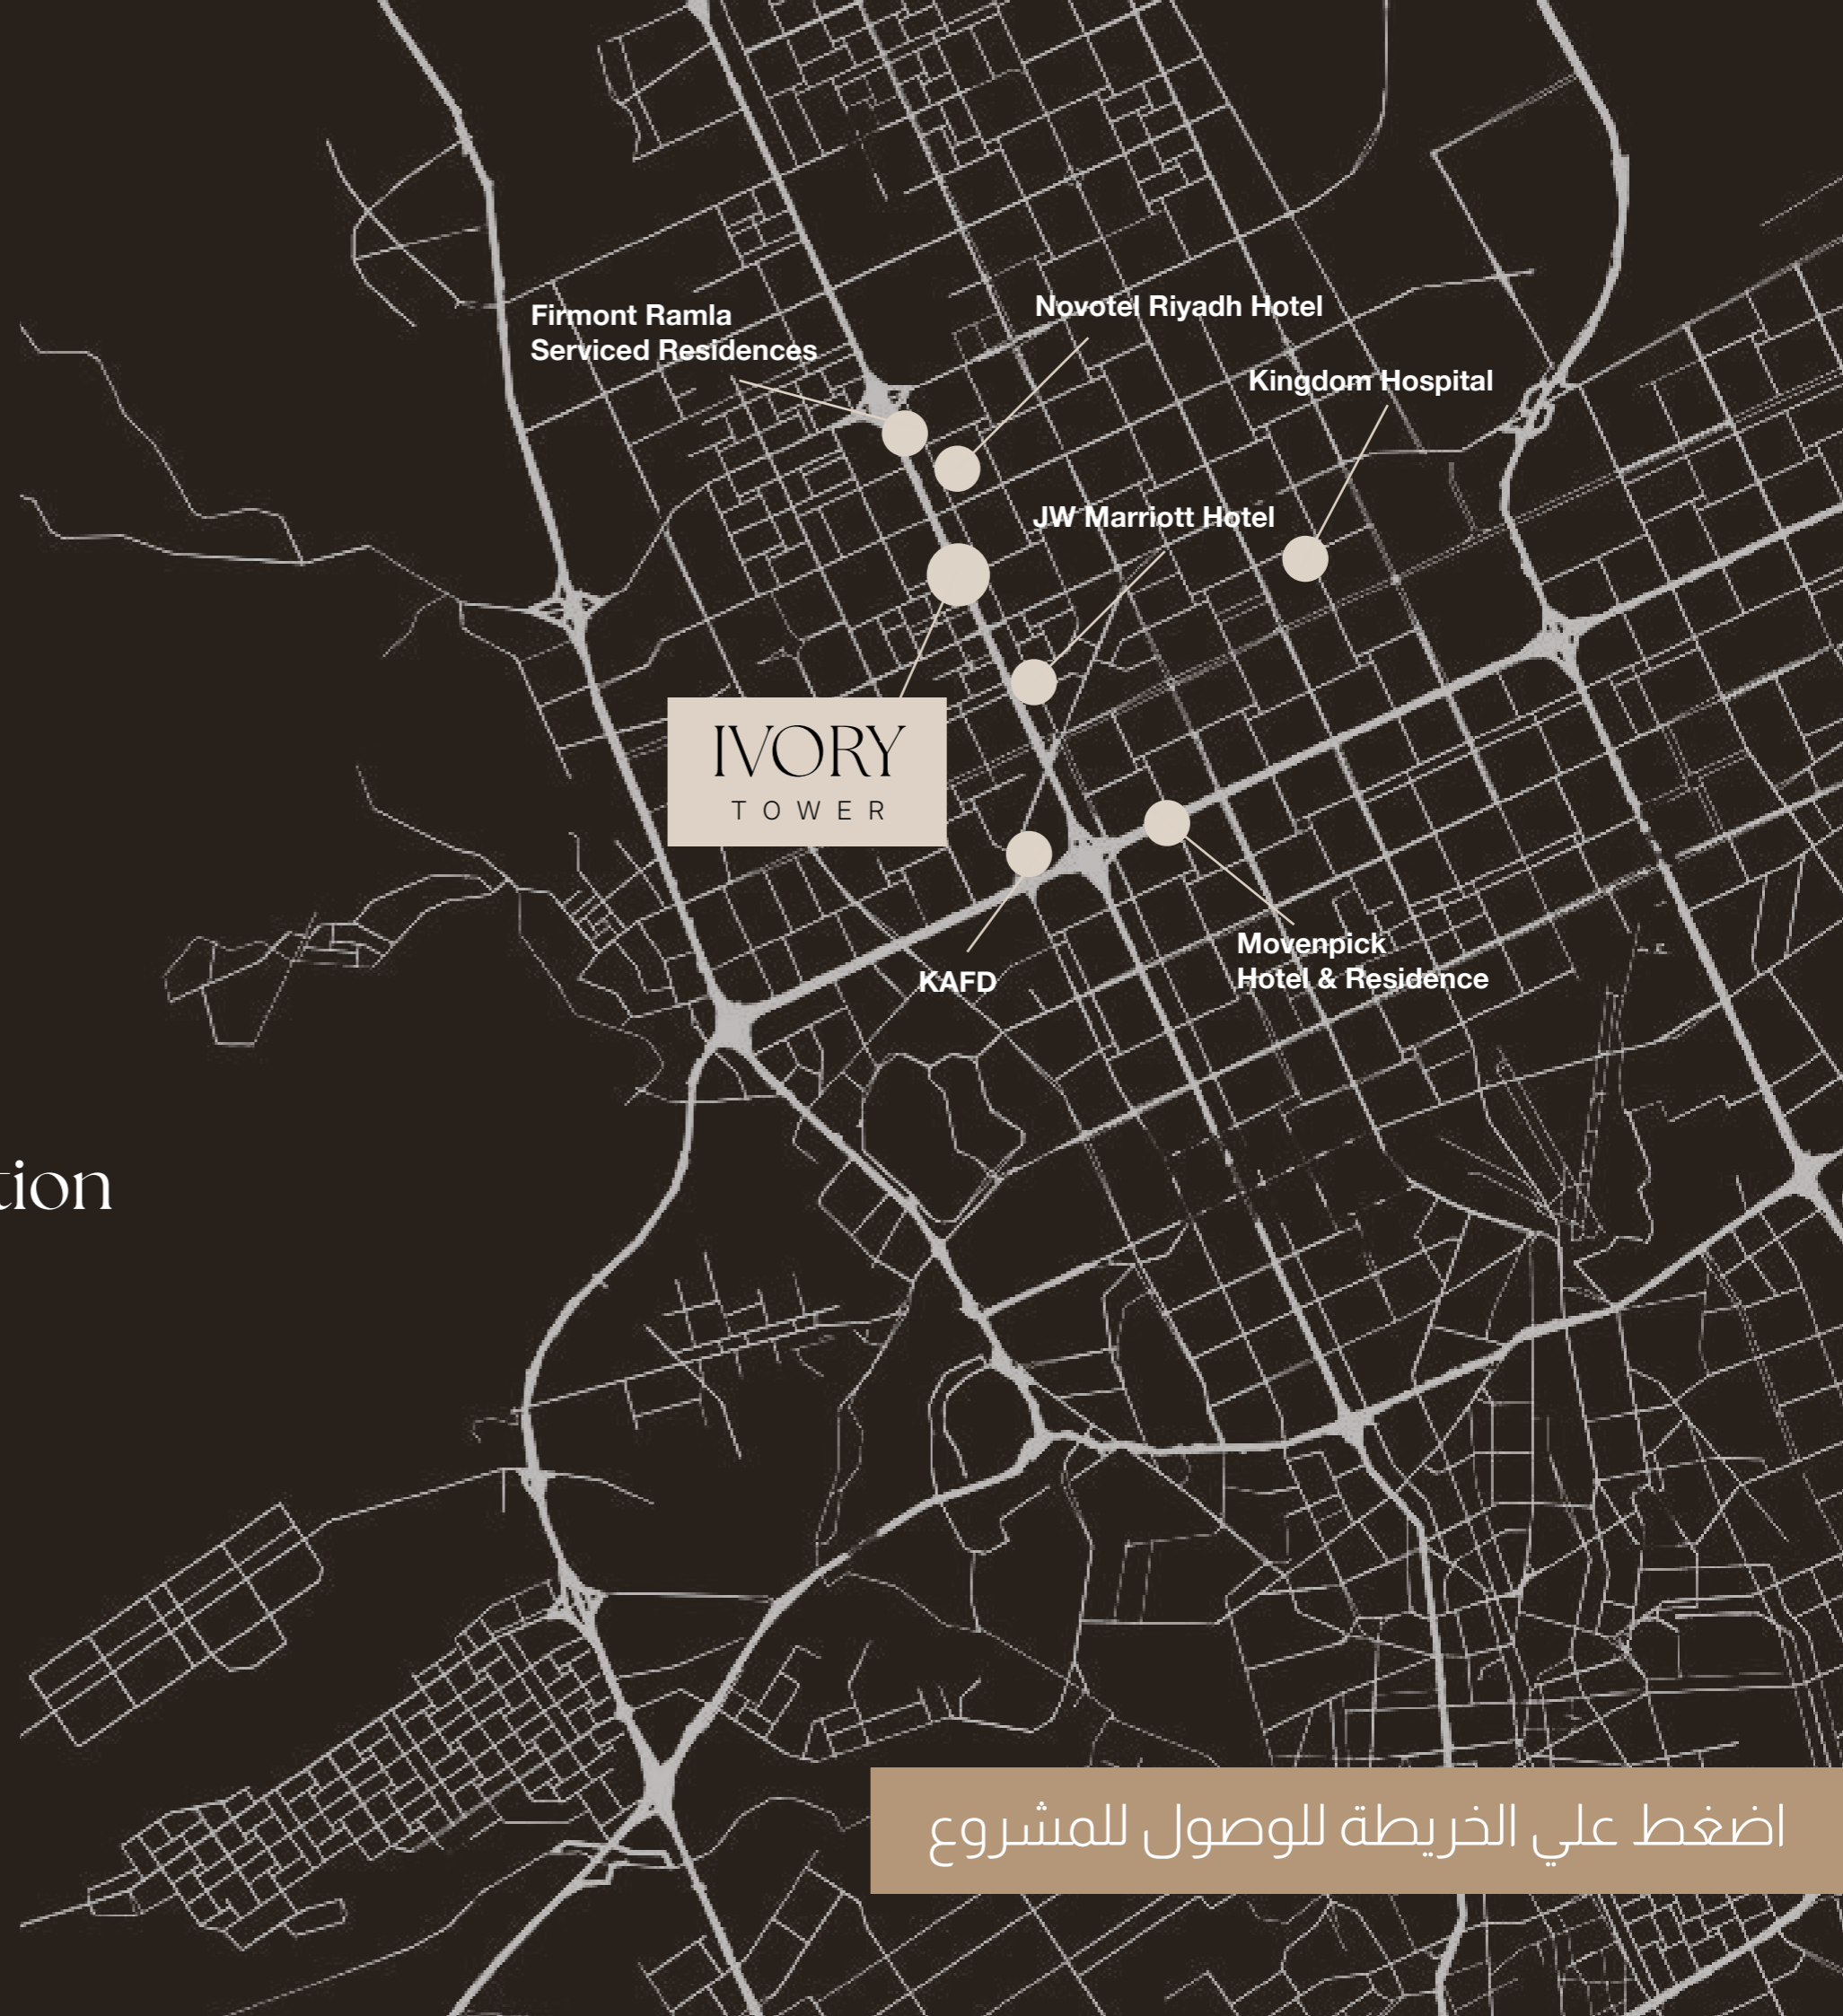 Firmont Ramla
Serviced Residences
Novotel Riyadh Hotel
Kingdom Hospital
JW Marriott Hotel
IVORY
TOWER
KAFD
Movenpick
Hotel & Residence
tion
اضغط علي الخريطة للوصول للمشروع